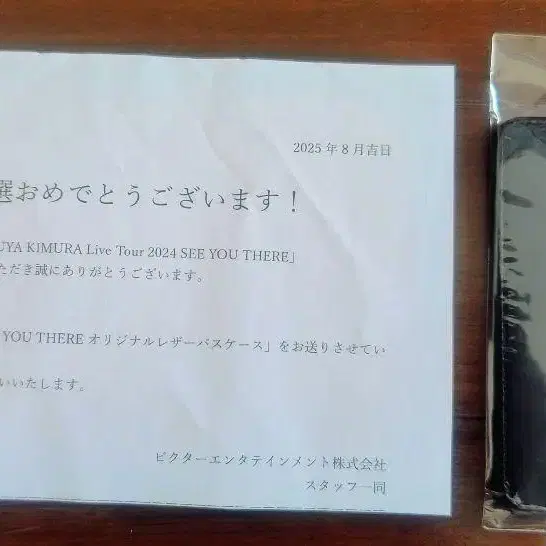 2025 年 8 月吉日
選おめでとうございます！
UYA KIMURA Live Tour 2024 SEE YOU THERE」
ただき誠にありがとうございます。
YOU THERE オリジナルレザーパスケース」をお送りさせてい
いいたします。
ビクターエンタテインメント株式会社
スタッフ一同